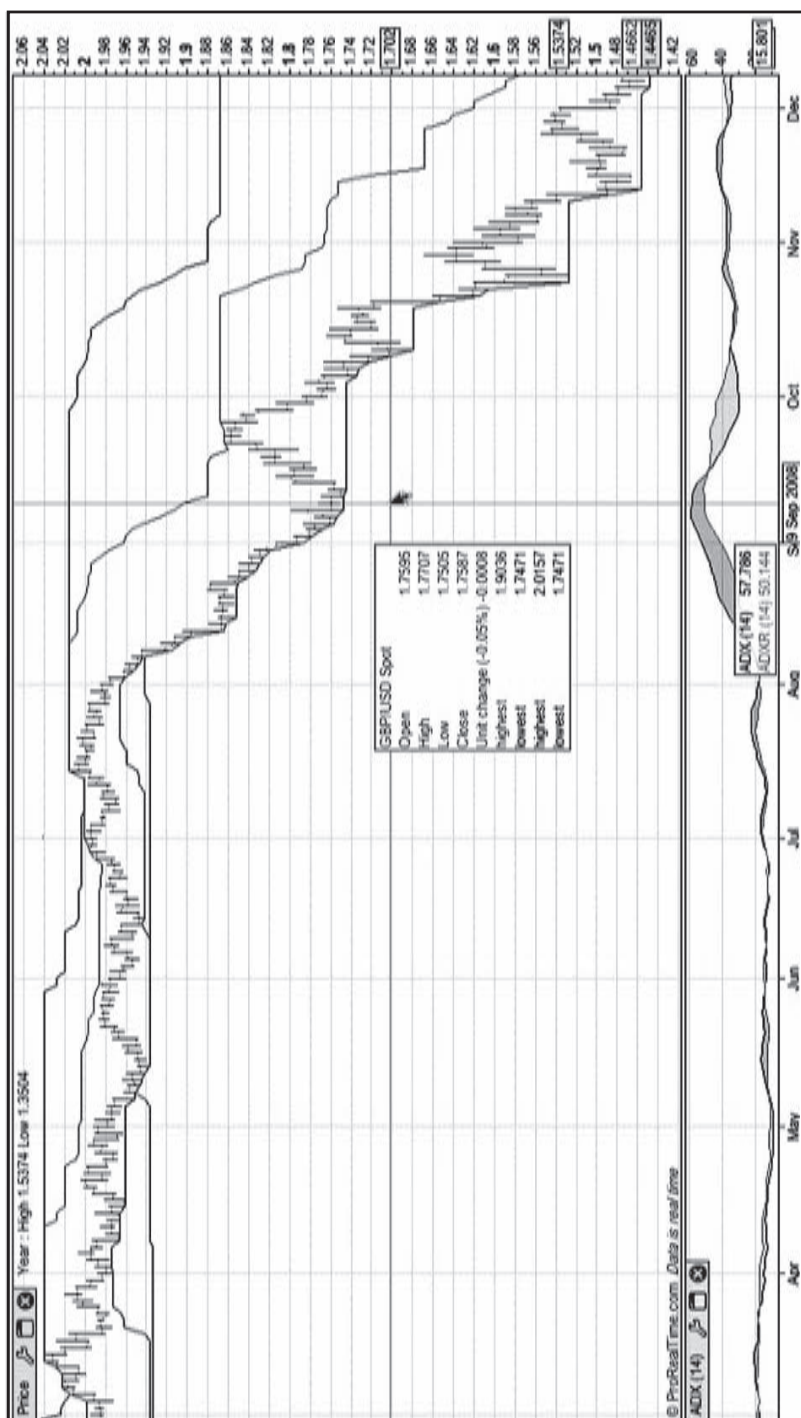 Price
Year : High 1.5374 Low 1.3504
2.06
2.04
2.02
2
1.98
1.96
1.94
1.92
1.9
1.88
1.86
1.84
1.82
1.8
1.78
1.76
1.74
1.72
1.702
1.68
1.66
1.64
1.62
1.6
1.58
1.56
1.5374
1.52
1.5
1.48
1.4662
1.4465
1.42
GBP/USD Spot
Open 1.7595
High 1.7707
Low 1.7505
Close 1.7587
Unit change (-0.05%) -0.0008
highest 1.9036
lowest 1.7471
highest 2.0157
lowest 1.7471
© ProRealTime.com Data is real time
ADX (14)
60
40
15.801
ADX (14) 57.786
ADXR (14) 50.144
Apr
May
Jun
Jul
Aug
9 Sep 2008
Oct
Nov
Dec